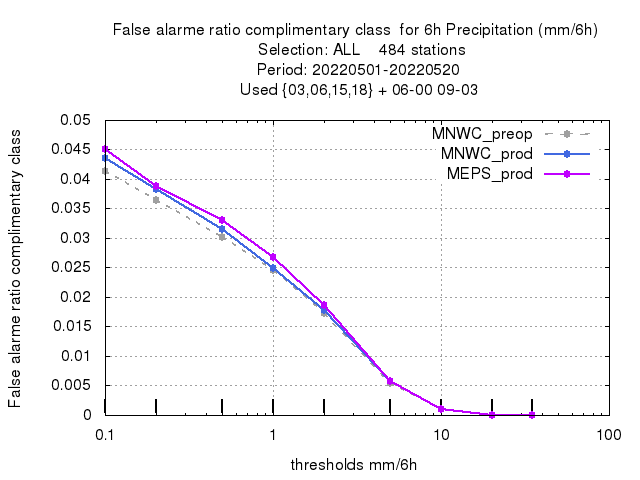 False alarme ratio complimentary class  for 6h Precipitation (mm/6h)
Selection: ALL    484 stations
Period: 20220501-20220520
Used {03,06,15,18} + 06-00 09-03
False alarme ratio complimentary class
0.05
0.045
0.04
0.035
0.03
0.025
0.02
0.015
0.01
0.005
0
MNWC_preop
MNWC_prod
MEPS_prod
0.1 1 10 100
thresholds mm/6h